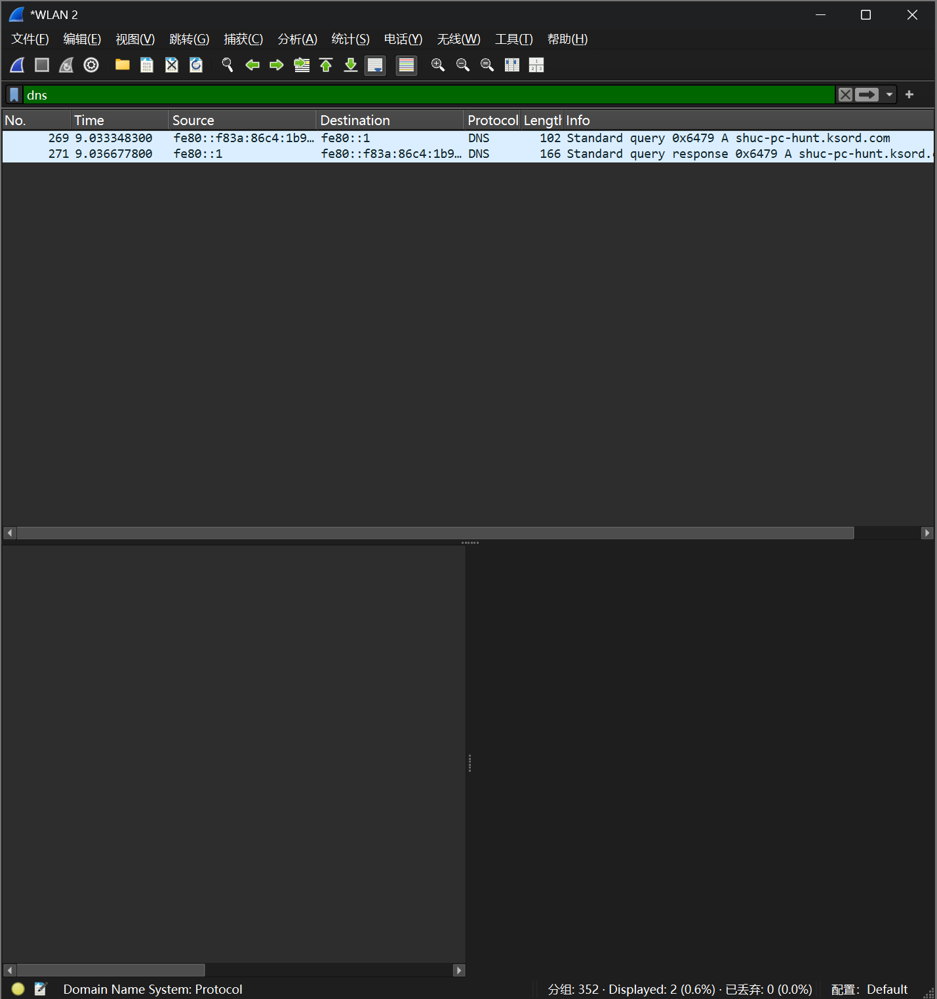 *WLAN 2
文件(F) 编辑(E) 视图(V) 跳转(G) 捕获(C) 分析(A) 统计(S) 电话(Y) 无线(W) 工具(T) 帮助(H)
dns
No. Time Source Destination Protocol Length Info
269 9.033348300 fe80::f83a:86c4:1b9… fe80::1 DNS 102 Standard query 0x6479 A shuc-pc-hunt.ksord.com
271 9.036677800 fe80::1 fe80::f83a:86c4:1b9… DNS 166 Standard query response 0x6479 A shuc-pc-hunt.ksord.
Domain Name System: Protocol 分组: 352 · Displayed: 2 (0.6%) · 已丢弃: 0 (0.0%) 配置: Default